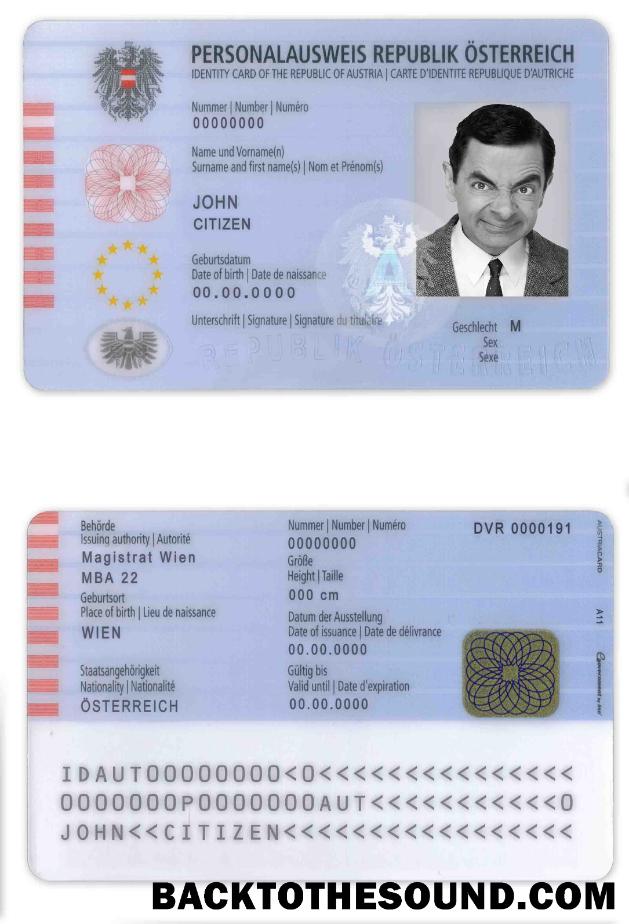 PERSONALAUSWEIS REPUBLIK ÖSTERREICH
IDENTITY CARD OF THE REPUBLIC OF AUSTRIA | CARTE D'IDENTITE REPUBLIQUE D'AUTRICHE
Nummer | Number | Numéro
00000000
Name und Vorname(n)
Surname and first name(s) | Nom et Prénom(s)
JOHN
CITIZEN
Geburtsdatum
Date of birth | Date de naissance
00.00.0000
Unterschrift | Signature | Signature du titulaire
Geschlecht M
Sex
Sexe
REPUBLIK ÖSTERREICH
A
Behörde
Issuing authority | Autorité
Magistrat Wien
MBA 22
Geburtsort
Place of birth | Lieu de naissance
WIEN
Staatsangehörigkeit
Nationality | Nationalité
ÖSTERREICH
Nummer | Number | Numéro
00000000
Größe
Height | Taille
000 cm
Datum der Ausstellung
Date of issuance | Date de délivrance
00.00.0000
Gültig bis
Valid until | Date d'expiration
00.00.0000
DVR 0000191
AUSTRIACARD
A11
IDAUT00000000<0<<<<<<<<<<<<<<<
0000000P0000000AUT<<<<<<<<<<<0
JOHN<<CITIZEN<<<<<<<<<<<<<<<<<
BACKTOTHESOUND.COM